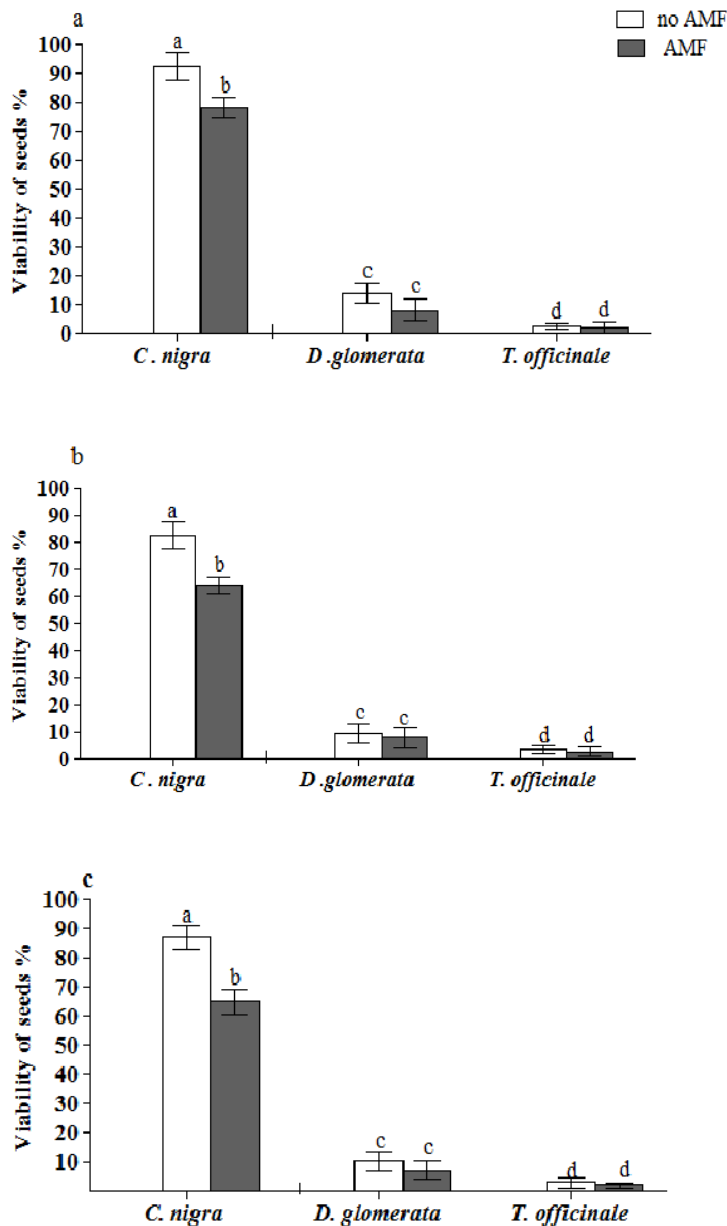 a
no AMF
AMF
Viability of seeds %
100
90
80
70
60
50
40
30
20
10
0
a
b
c
c
d
d
C. nigra
D.glomerata
T. officinale
b
Viability of seeds %
100
90
80
70
60
50
40
30
20
10
0
a
b
c
c
d
d
C. nigra
D.glomerata
T. officinale
c
Viability of seeds %
100
90
80
70
60
50
40
30
20
10
a
b
c
c
d
d
C. nigra
D. glomerata
T. officinale